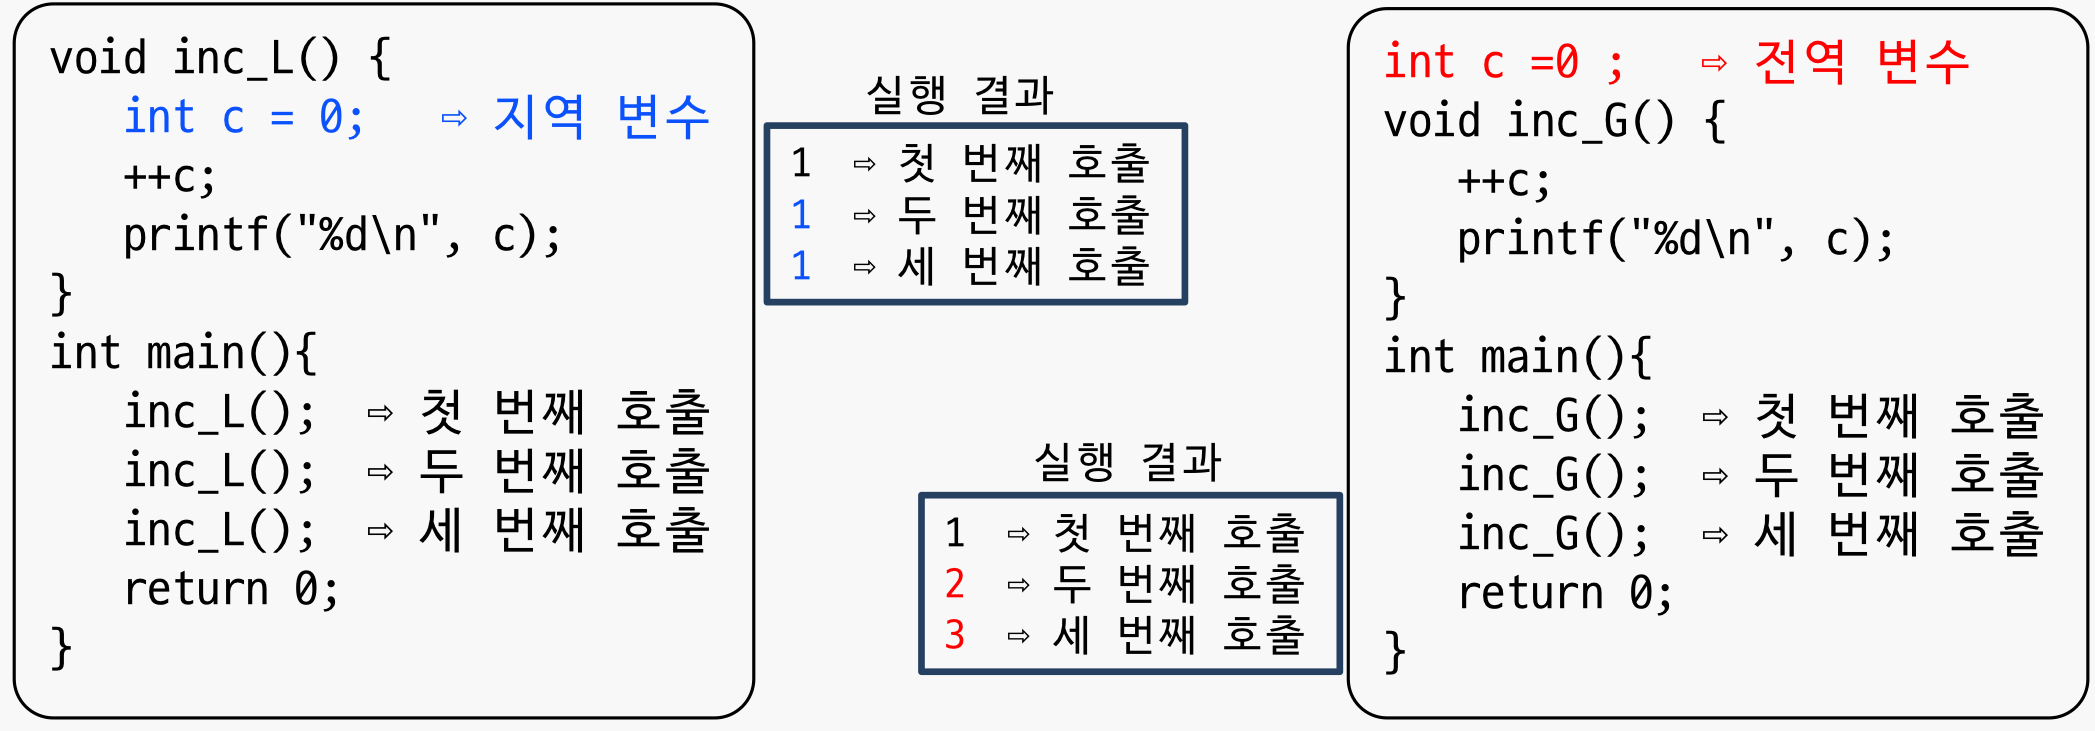 void inc_L() {
int c = 0; ⇨ 지역 변수
++c;
printf("%d\n", c);
}
int main(){
inc_L(); ⇨ 첫 번째 호출
inc_L(); ⇨ 두 번째 호출
inc_L(); ⇨ 세 번째 호출
return 0;
}
실행 결과
1 ⇨ 첫 번째 호출
1 ⇨ 두 번째 호출
1 ⇨ 세 번째 호출
실행 결과
1 ⇨ 첫 번째 호출
2 ⇨ 두 번째 호출
3 ⇨ 세 번째 호출
int c =0 ; ⇨ 전역 변수
void inc_G() {
++c;
printf("%d\n", c);
}
int main(){
inc_G(); ⇨ 첫 번째 호출
inc_G(); ⇨ 두 번째 호출
inc_G(); ⇨ 세 번째 호출
return 0;
}